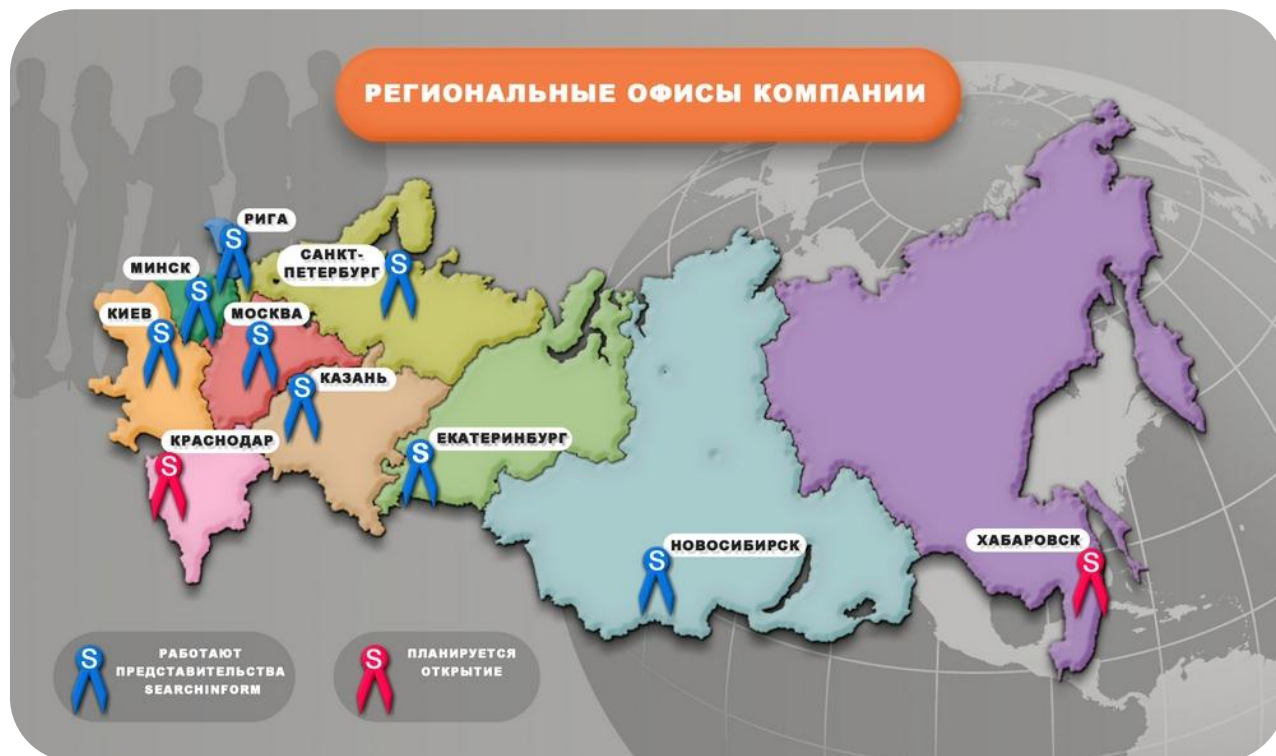 РЕГИОНАЛЬНЫЕ ОФИСЫ КОМПАНИИ
РИГА
САНКТ-
ПЕТЕРБУРГ
МИНСК
КИЕВ
МОСКВА
КАЗАНЬ
КРАСНОДАР
ЕКАТЕРИНБУРГ
НОВОСИБИРСК
ХАБАРОВСК
S
S
S
S
S
S
S
S
S
S
S
РАБОТАЮТ
ПРЕДСТАВИТЕЛЬСТВА
SEARCHINFORM
S
ПЛАНИРУЕТСЯ
ОТКРЫТИЕ